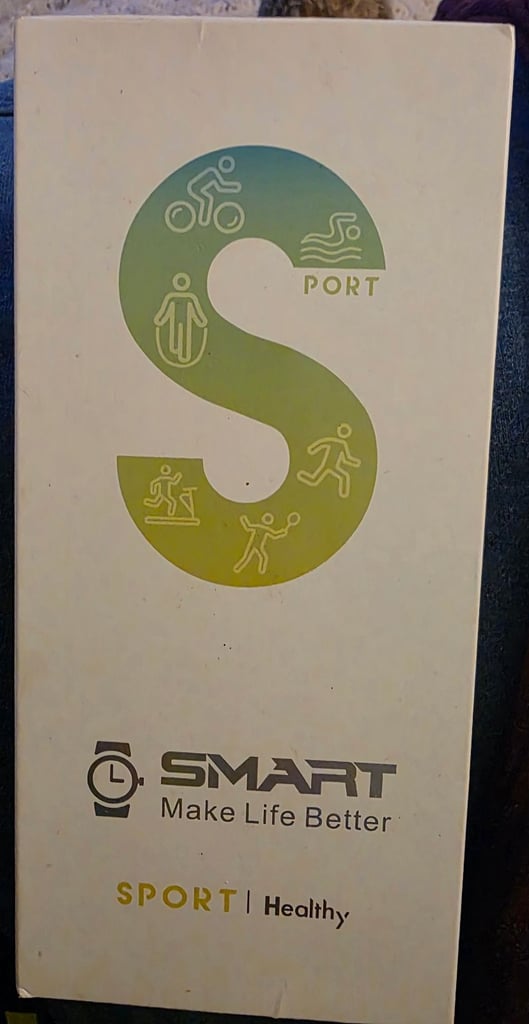 S
PORT
SMART
Make Life Better
SPORT | Healthy